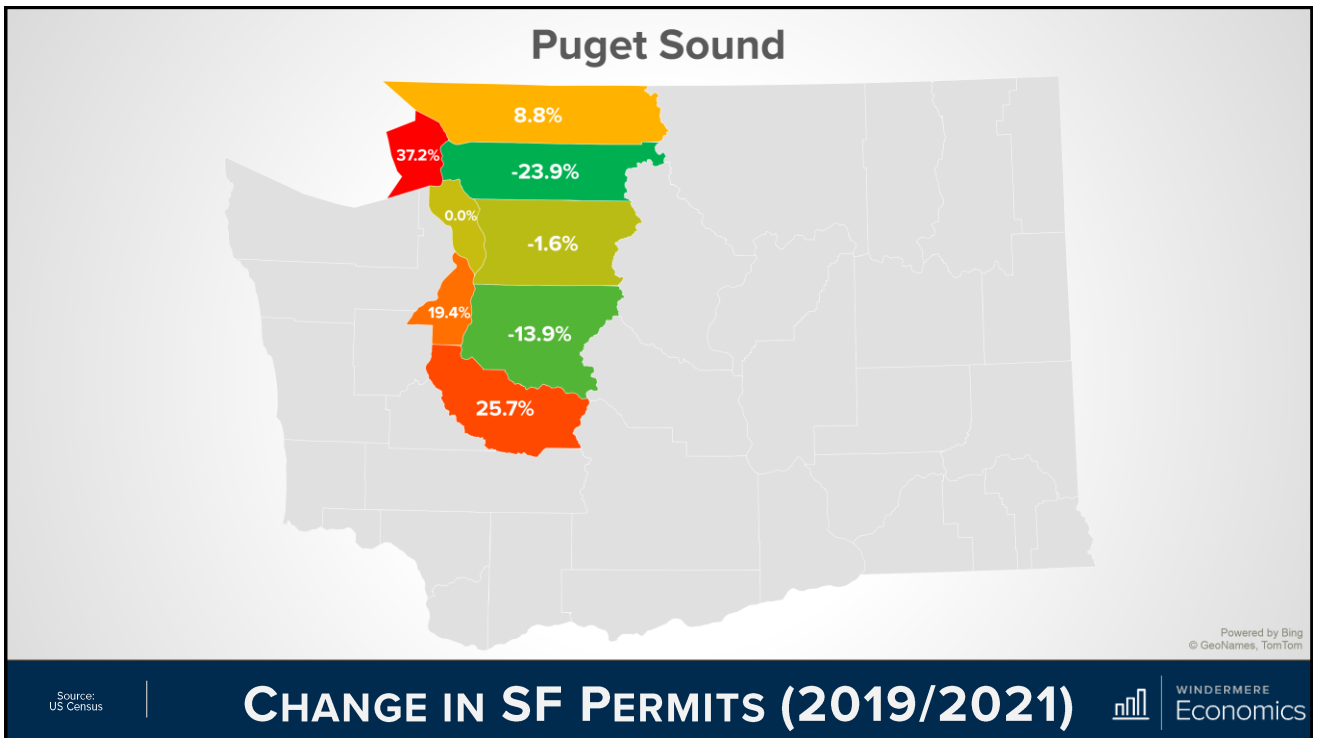 Puget Sound
8.8%
37.2%
-23.9%
0.0%
-1.6%
19.4%
-13.9%
25.7%
Powered by Bing
© GeoNames, TomTom
Source:
US Census
CHANGE IN SF PERMITS (2019/2021)
WINDERMERE
Economics